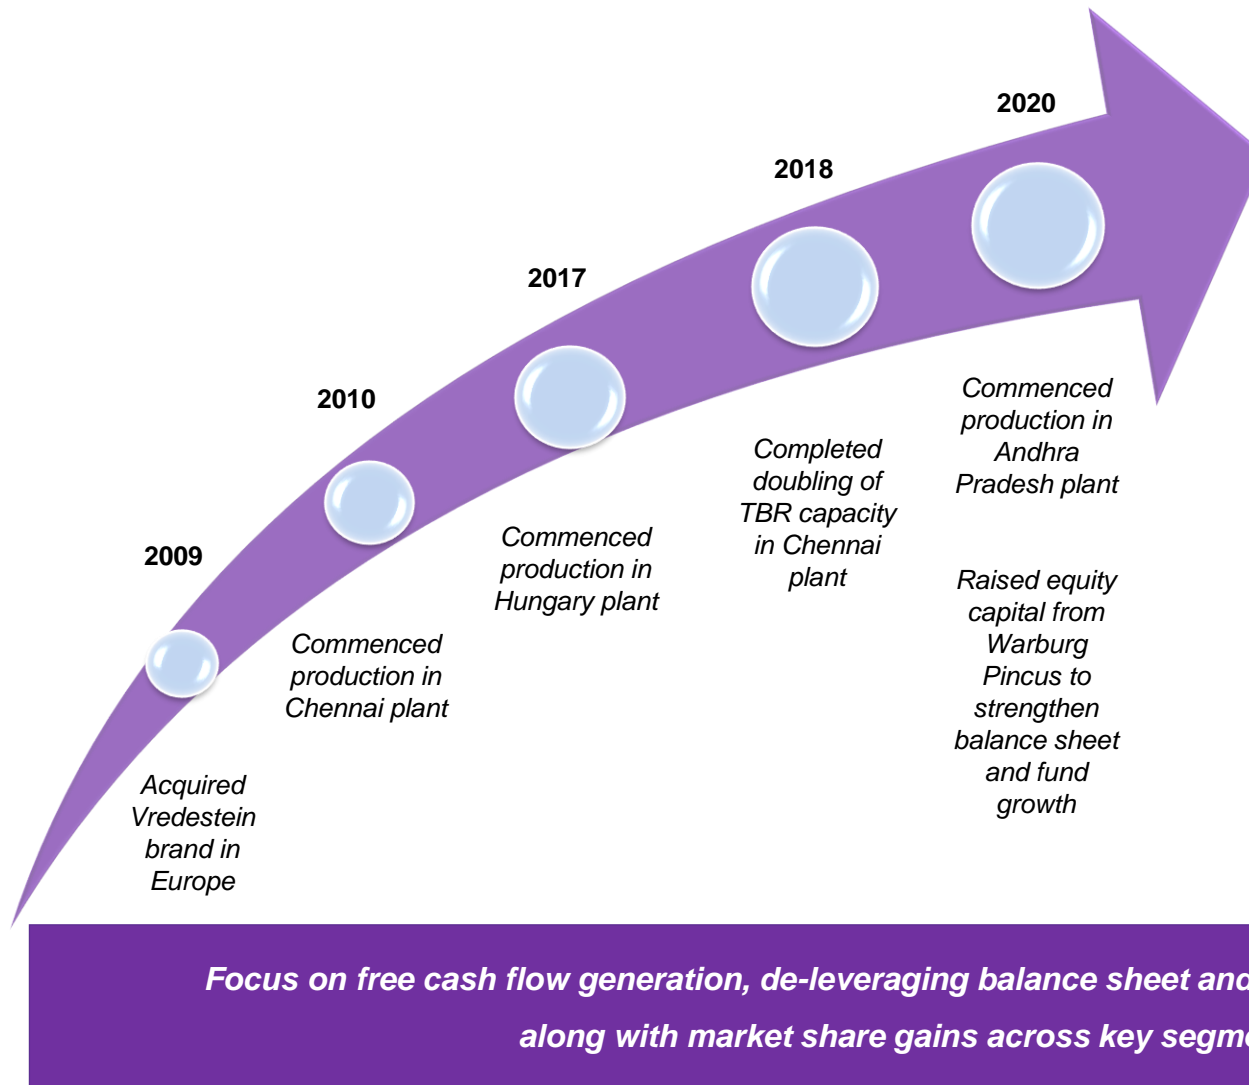 2009
Acquired
Vredestein
brand in
Europe
2010
Commenced
production in
Chennai plant
2017
Commenced
production in
Hungary plant
2018
Completed
doubling of
TBR capacity
in Chennai
plant
2020
Commenced
production in
Andhra
Pradesh plant
Raised equity
capital from
Warburg
Pincus to
strengthen
balance sheet
and fund
growth
Focus on free cash flow generation, de-leveraging balance sheet and
along with market share gains across key segme